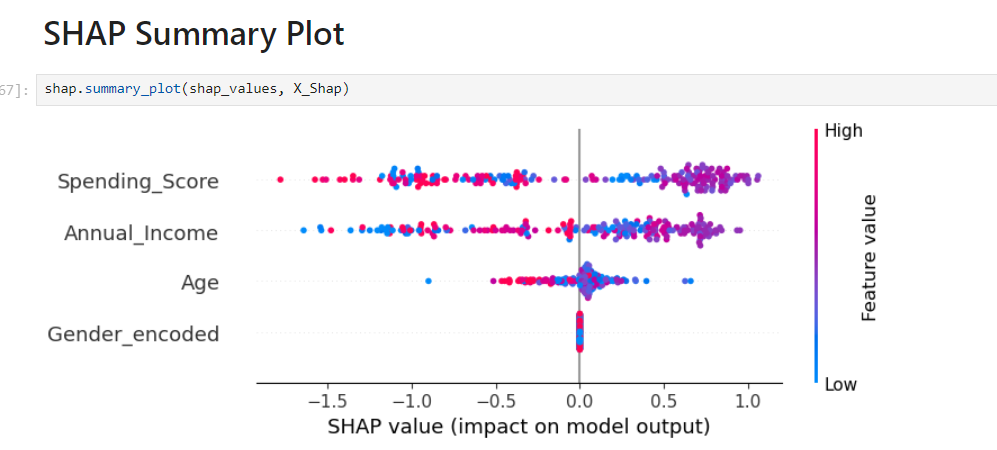 SHAP Summary Plot
67]:
shap.summary_plot(shap_values, X_Shap)
High
Spending_Score
Annual_Income
Age
Gender_encoded
Feature value
Low
−1.5 −1.0 −0.5 0.0 0.5 1.0
SHAP value (impact on model output)